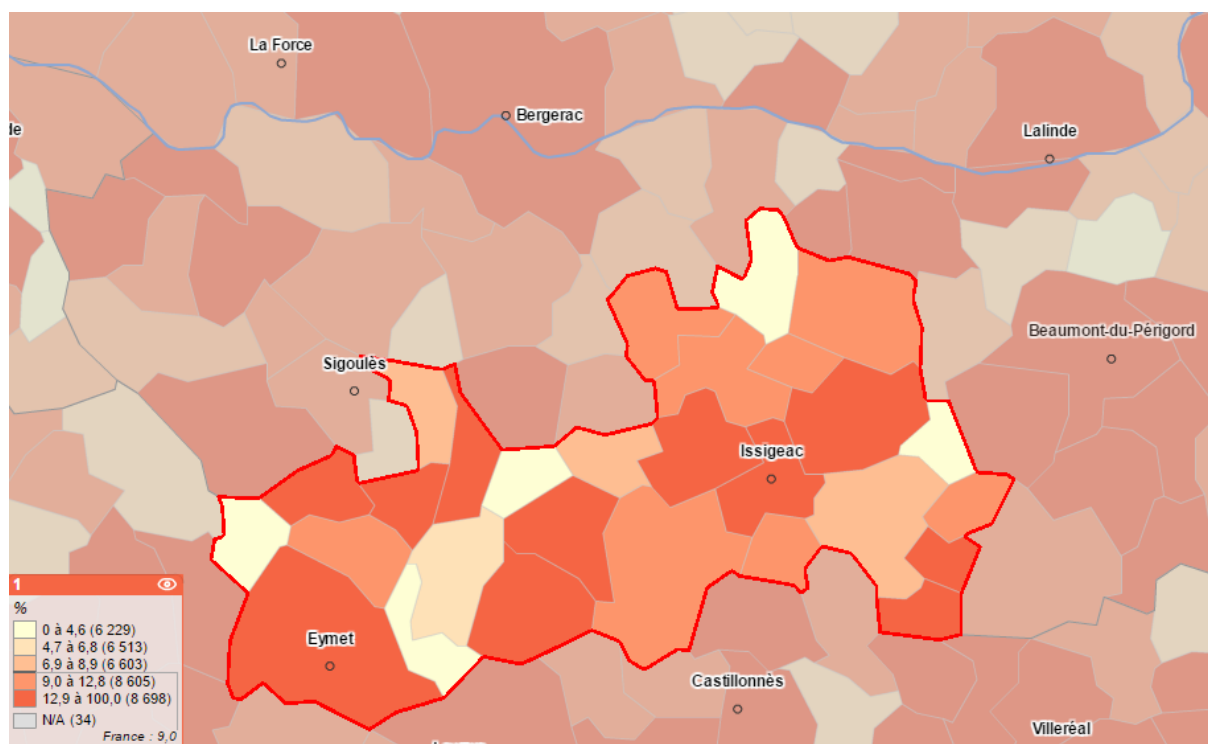 La Force
Bergerac
de
Lalinde
Beaumont-du-Périgord
Sigoulès
Issigeac
Eymet
Castillonnès
Villeréal
1
%
0 à 4,6 (6 229)
4,7 à 6,8 (6 513)
6,9 à 8,9 (6 603)
9,0 à 12,8 (8 605)
12,9 à 100,0 (8 698)
N/A (34)
France : 9,0